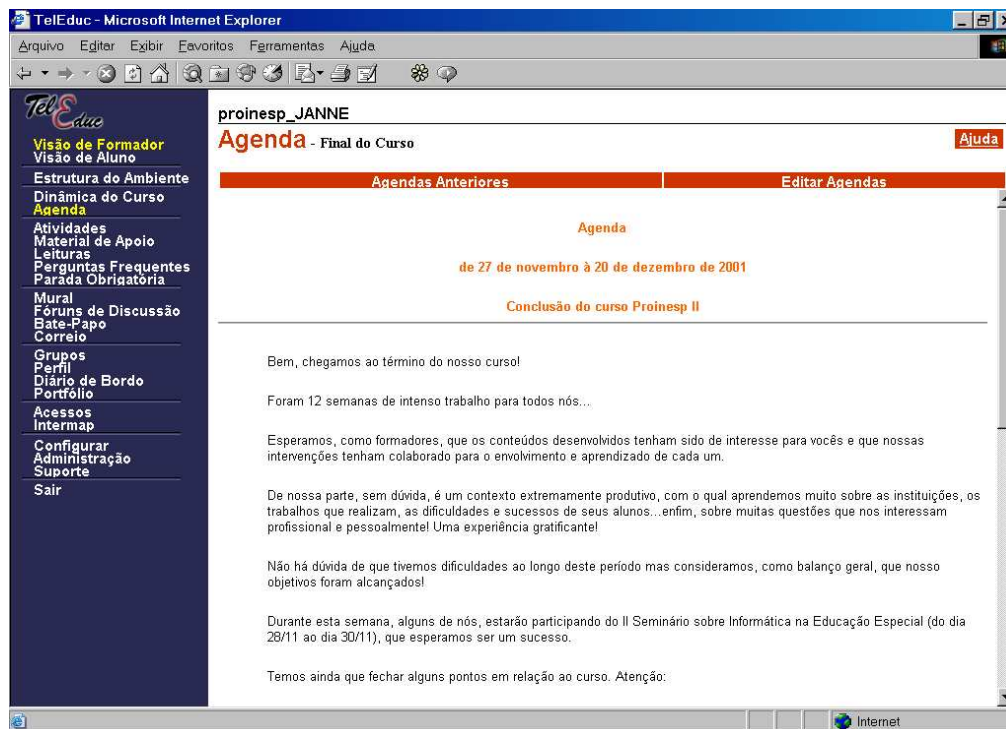 TelEduc - Microsoft Internet Explorer
Arquivo Editar Exibir Favoritos Ferramentas Ajuda
TelEduc
Visão de Formador
Visão de Aluno
Estrutura do Ambiente
Dinâmica do Curso
Agenda
Atividades
Material de Apoio
Leituras
Perguntas Frequentes
Parada Obrigatória
Mural
Fóruns de Discussão
Bate-Papo
Correio
Grupos
Perfil
Diário de Bordo
Portfólio
Acessos
Intermap
Configurar
Administração
Suporte
Sair
proinesp_JANNE
Agenda - Final do Curso
Ajuda
Agendas Anteriores Editar Agendas
Agenda
de 27 de novembro à 20 de dezembro de 2001
Conclusão do curso Proinesp II
Bem, chegamos ao término do nosso curso!
Foram 12 semanas de intenso trabalho para todos nós...
Esperamos, como formadores, que os conteúdos desenvolvidos tenham sido de interesse para vocês e que nossas
intervenções tenham colaborado para o envolvimento e aprendizado de cada um.
De nossa parte, sem dúvida, é um contexto extremamente produtivo, com o qual aprendemos muito sobre as instituições, os
trabalhos que realizam, as dificuldades e sucessos de seus alunos...enfim, sobre muitas questões que nos interessam
profissional e pessoalmente! Uma experiência gratificante!
Não há dúvida de que tivemos dificuldades ao longo deste período mas consideramos, como balanço geral, que nosso
objetivos foram alcançados!
Durante esta semana, alguns de nós, estarão participando do II Seminário sobre Informática na Educação Especial (do dia
28/11 ao dia 30/11), que esperamos ser um sucesso.
Temos ainda que fechar alguns pontos em relação ao curso. Atenção:
Internet